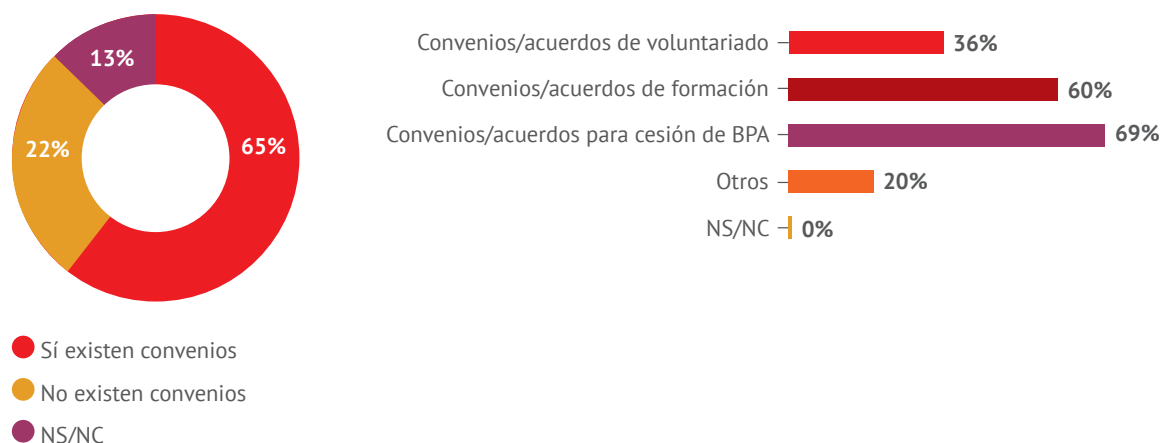 13%
22%
65%
Sí existen convenios
No existen convenios
NS/NC
Convenios/acuerdos de voluntariado 36%
Convenios/acuerdos de formación 60%
Convenios/acuerdos para cesión de BPA 69%
Otros 20%
NS/NC 0%